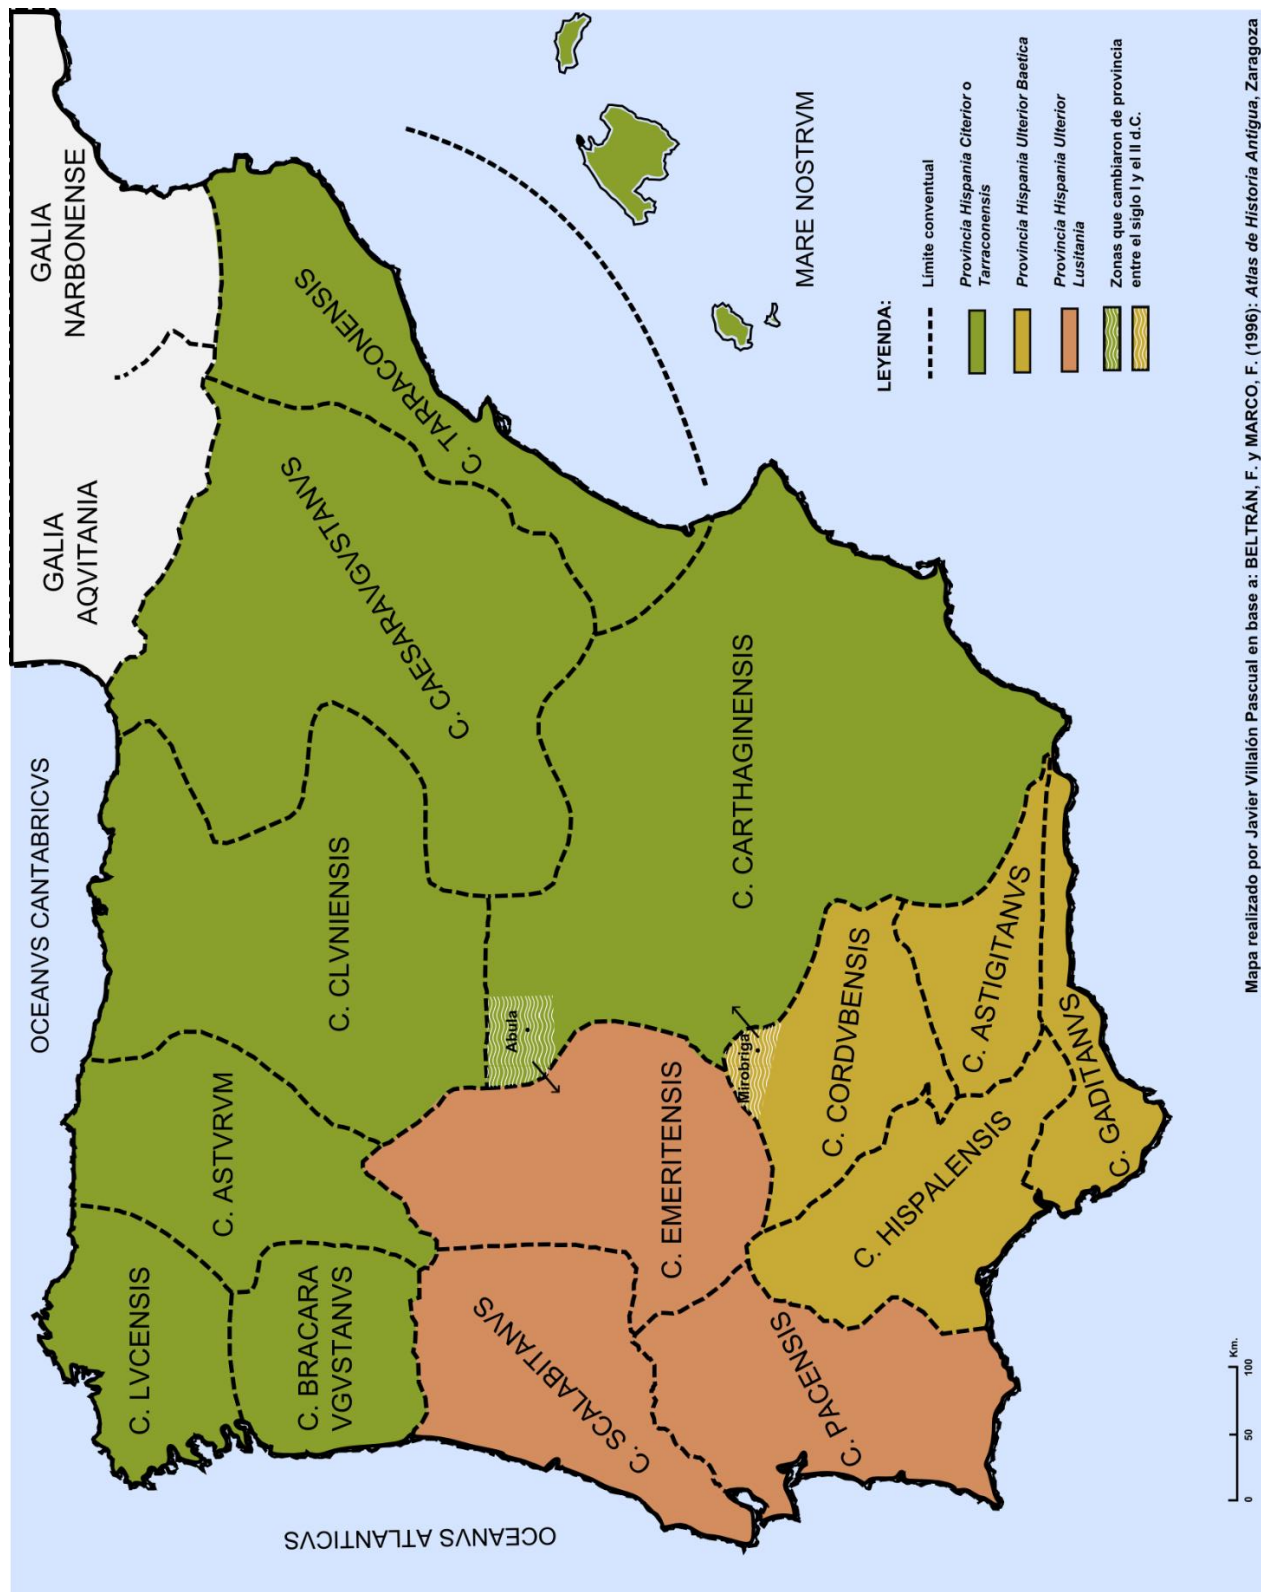 OCEANVS CANTABRICVS
GALIA
AQVITANIA
GALIA
NARBONENSE
C. LVCENSIS
C. ASTVRVM
C. CLVNIENSIS
C. CAESARAVGVSTANVS
C. TARRACONENSIS
C. BRACARA
VGVSTANVS
OCEANVS ATLANTICVS
C. SCALABITANVS
Abula
C. EMERITENSIS
C. CARTHAGINENSIS
Mirobriga
C. PACENSIS
C. CORDVBENSIS
C. HISPALENSIS
C. ASTIGITANVS
C. GADITANVS
MARE NOSTRVM
LEYENDA:
Límite conventual
Provincia Hispania Citerior o
Tarraconensis
Provincia Hispania Ulterior Baetica
Provincia Hispania Ulterior
Lusitania
Zonas que cambiaron de provincia
entre el siglo I y el II d.C.
0 50 100 Km.
Mapa realizado por Javier Villalón Pascual en base a: BELTRÁN, F. y MARCO, F. (1996): Atlas de Historia Antigua, Zaragoza